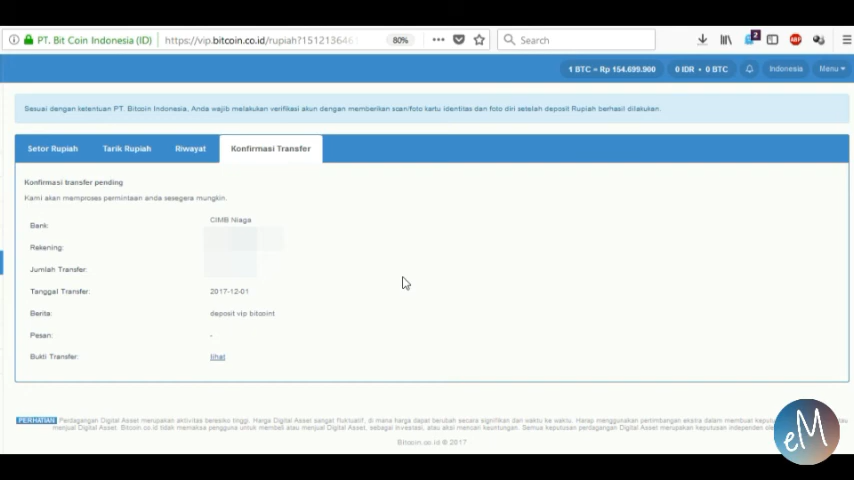 PT. Bit Coin Indonesia (ID) https://vip.bitcoin.co.id/rupiah?1512136461 80% Search 2 ABP
1 BTC = Rp 154.699.900 0 IDR • 0 BTC Indonesia Menu
Sesuai dengan ketentuan PT. Bitcoin Indonesia, Anda wajib melakukan verifikasi akun dengan memberikan scan/foto kartu identitas dan foto diri setelah deposit Rupiah berhasil dilakukan.
Setor Rupiah Tarik Rupiah Riwayat Konfirmasi Transfer
Konfirmasi transfer pending
Kami akan memproses permintaan anda sesegera mungkin.
Bank: CIMB Niaga
Rekening:
Jumlah Transfer:
Tanggal Transfer: 2017-12-01
Berita: deposit vip bitcoint
Pesan: -
Bukti Transfer: lihat
PERHATIAN Perdagangan Digital Asset merupakan aktivitas beresiko tinggi. Harga Digital Asset sangat fluktuatif, di mana harga dapat berubah secara signifikan dari waktu ke waktu. Harap menggunakan pertimbangan ekstra dalam membuat
menjual Digital Asset. Bitcoin.co.id tidak memaksa pengguna untuk membeli atau menjual Digital Asset, sebagai investasi, atau aksi mencari keuntungan. Semua keputusan perdagangan Digital Asset merupakan keputusan independen
Bitcoin.co.id © 2017
eM